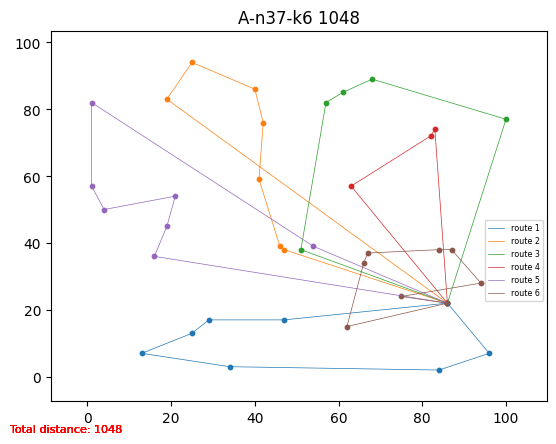 A-n37-k6 1048
100
80
60
40
20
0
0 20 40 60 80 100
route 1
route 2
route 3
route 4
route 5
route 6
Total distance: 1048